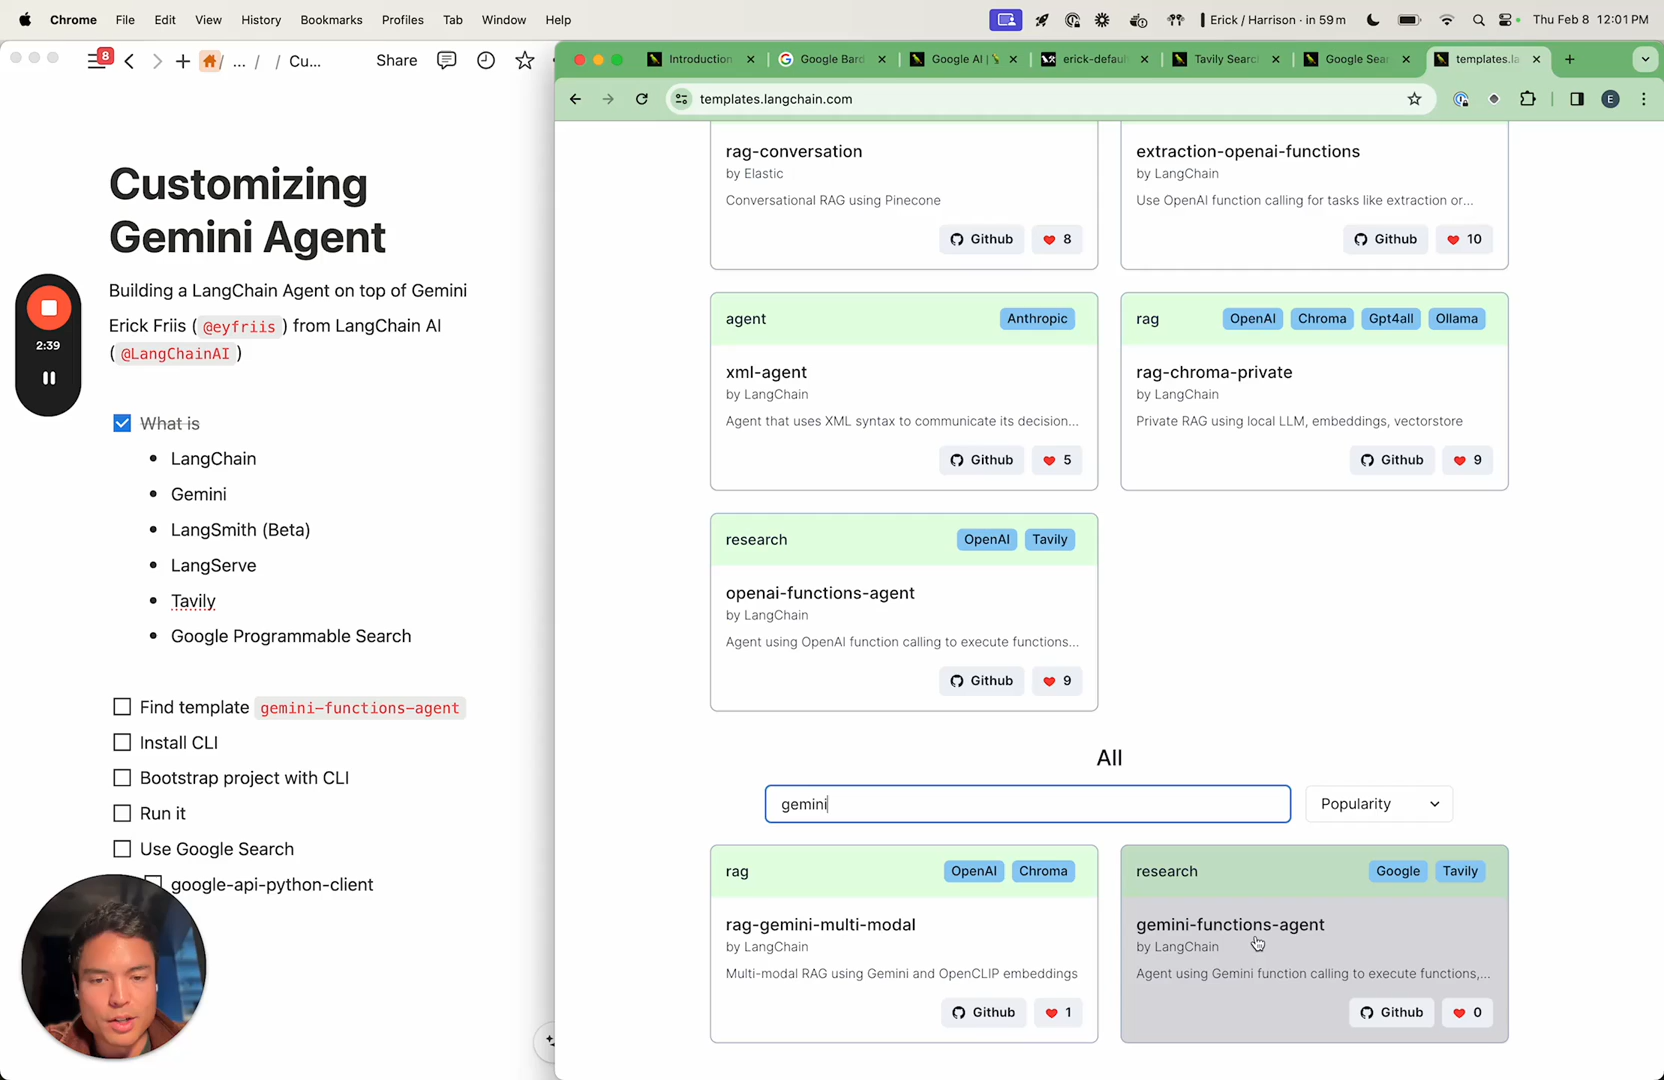 Chrome File Edit View History Bookmarks Profiles Tab Window Help
Erick / Harrison · in 59 m
Thu Feb 8 12:01 PM
8
/ ... / / Cu...
Share
Customizing
Gemini Agent
Building a LangChain Agent on top of Gemini
Erick Friis ( @eyfriis ) from LangChain AI
( @LangChainAI )
2:39
What is
LangChain
Gemini
LangSmith (Beta)
LangServe
Tavily
Google Programmable Search
Find template gemini-functions-agent
Install CLI
Bootstrap project with CLI
Run it
Use Google Search
google-api-python-client
Introduction
Google Bard
Google AI |
erick-defau
Tavily Searc
Google Sea
templates.la
templates.langchain.com
E
rag-conversation
by Elastic
Conversational RAG using Pinecone
Github 8
extraction-openai-functions
by LangChain
Use OpenAI function calling for tasks like extraction or...
Github 10
agent Anthropic
xml-agent
by LangChain
Agent that uses XML syntax to communicate its decision...
Github 5
rag OpenAI Chroma Gpt4all Ollama
rag-chroma-private
by LangChain
Private RAG using local LLM, embeddings, vectorstore
Github 9
research OpenAI Tavily
openai-functions-agent
by LangChain
Agent using OpenAI function calling to execute functions...
Github 9
All
gemini
Popularity
rag OpenAI Chroma
rag-gemini-multi-modal
by LangChain
Multi-modal RAG using Gemini and OpenCLIP embeddings
Github 1
research Google Tavily
gemini-functions-agent
by LangChain
Agent using Gemini function calling to execute functions,...
Github 0